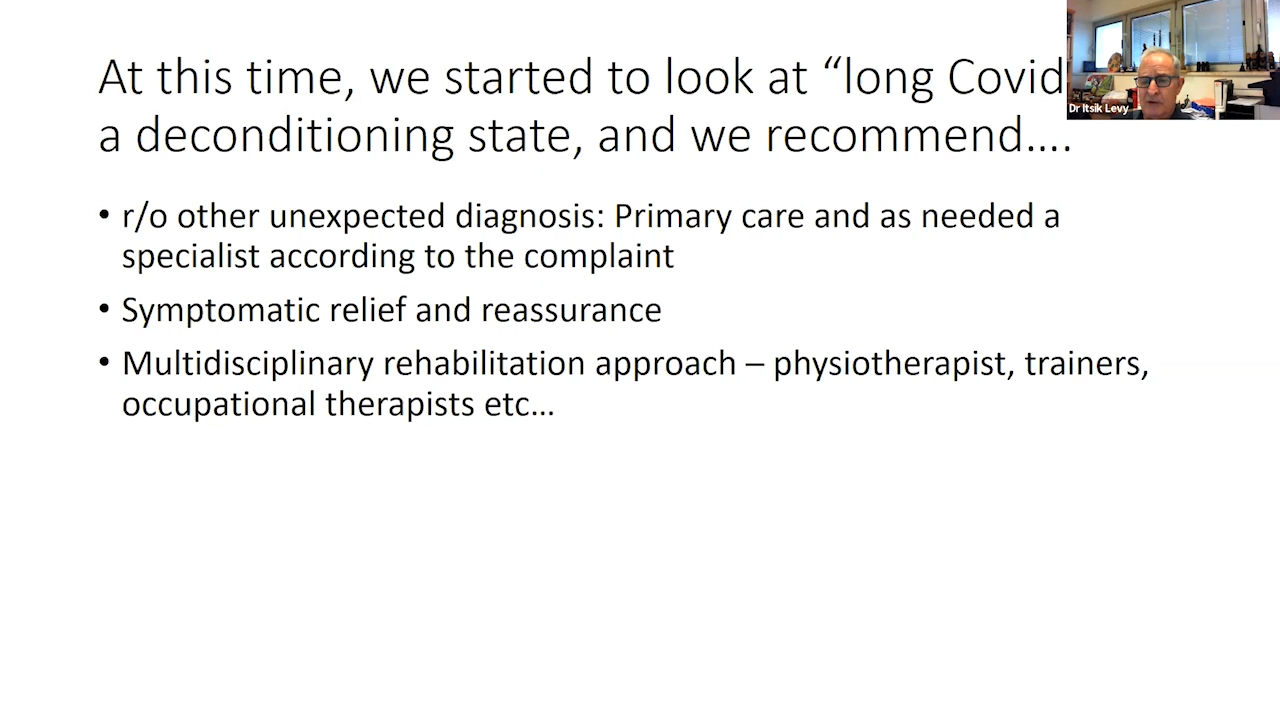 At this time, we started to look at “long Covid
a deconditioning state, and we recommend….
Dr Itsik Levy
• r/o other unexpected diagnosis: Primary care and as needed a
specialist according to the complaint
• Symptomatic relief and reassurance
• Multidisciplinary rehabilitation approach – physiotherapist, trainers,
occupational therapists etc…